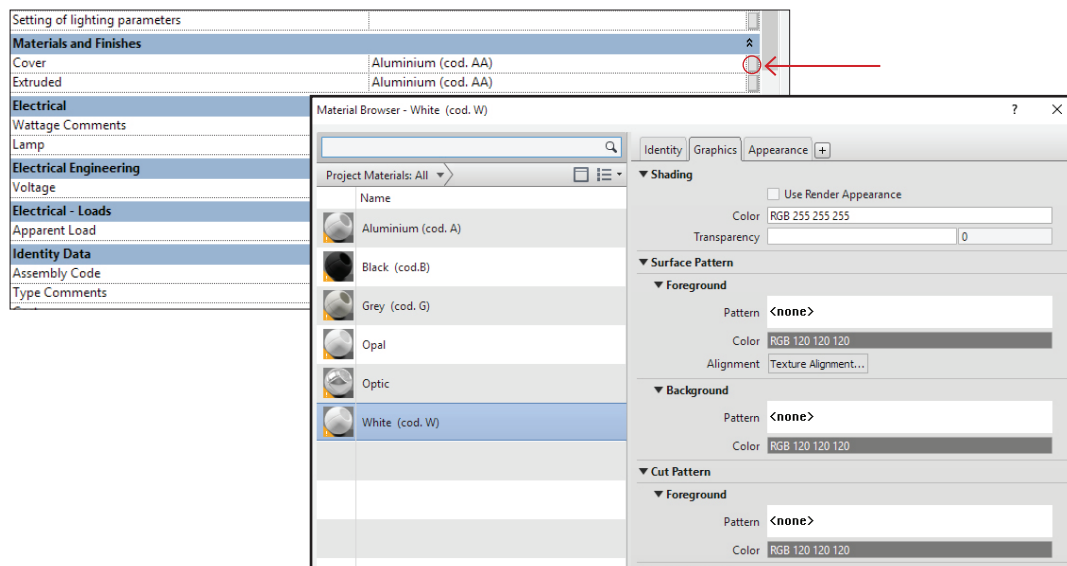 Setting of lighting parameters
Materials and Finishes
Cover Aluminium (cod. AA)
Extruded Aluminium (cod. AA)
Electrical
Wattage Comments
Lamp
Electrical Engineering
Voltage
Electrical - Loads
Apparent Load
Identity Data
Assembly Code
Type Comments
Material Browser - White (cod. W) ?
Project Materials: All
Name
Aluminium (cod. A)
Black (cod.B)
Grey (cod. G)
Opal
Optic
White (cod. W)
Identity Graphics Appearance +
Shading
Use Render Appearance
Color RGB 255 255 255
Transparency 0
Surface Pattern
Foreground
Pattern <none>
Color RGB 120 120 120
Alignment Texture Alignment...
Background
Pattern <none>
Color RGB 120 120 120
Cut Pattern
Foreground
Pattern <none>
Color RGB 120 120 120